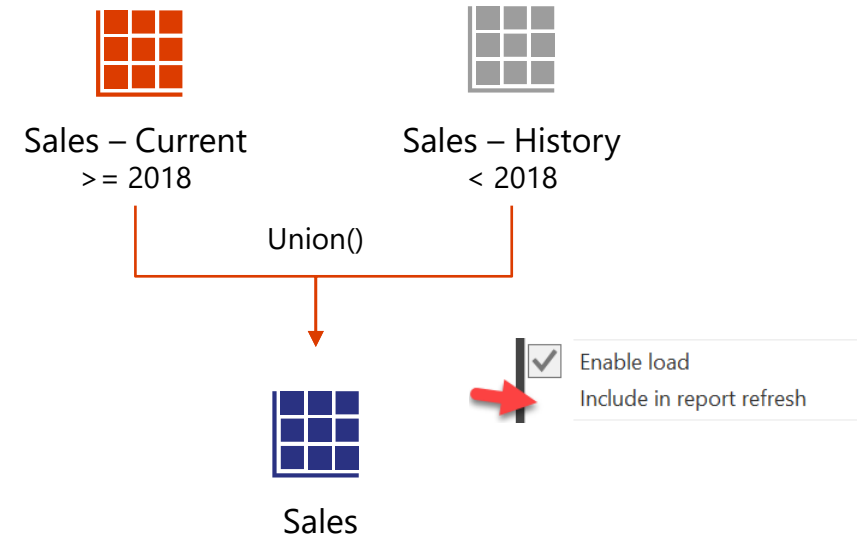 Sales – Current
>= 2018
Sales – History
< 2018
Union()
Enable load
Include in report refresh
Sales